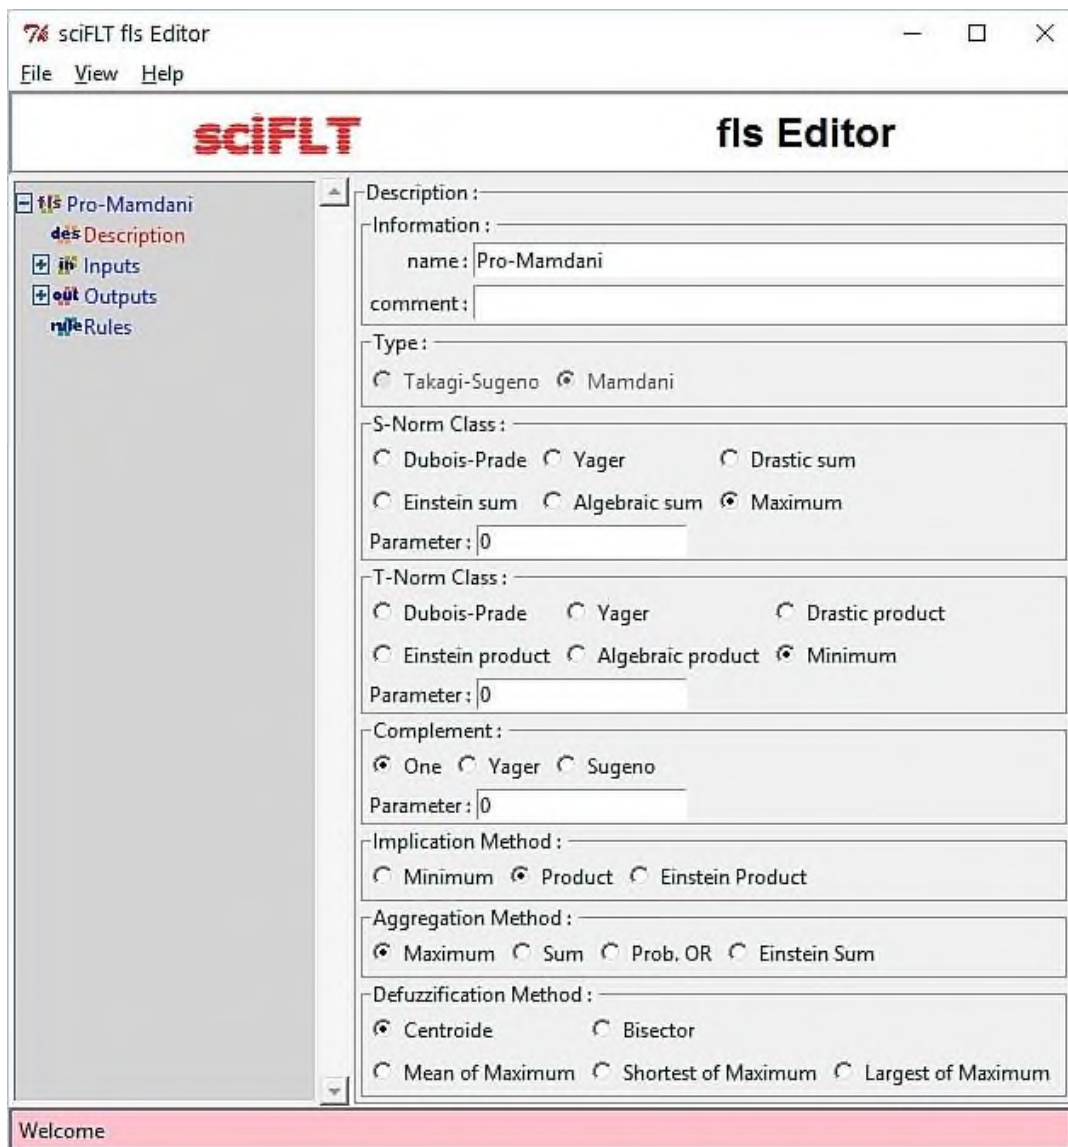 sciFLT fls Editor
File View Help
sciFLT fls Editor
fls Pro-Mamdani
des Description
in Inputs
out Outputs
rule Rules
Description :
Information :
name : Pro-Mamdani
comment :
Type :
Takagi-Sugeno Mamdani
S-Norm Class :
Dubois-Prade Yager Drastic sum
Einstein sum Algebraic sum Maximum
Parameter : 0
T-Norm Class :
Dubois-Prade Yager Drastic product
Einstein product Algebraic product Minimum
Parameter : 0
Complement :
One Yager Sugeno
Parameter : 0
Implication Method :
Minimum Product Einstein Product
Aggregation Method :
Maximum Sum Prob. OR Einstein Sum
Defuzzification Method :
Centroide Bisector
Mean of Maximum Shortest of Maximum Largest of Maximum
Welcome